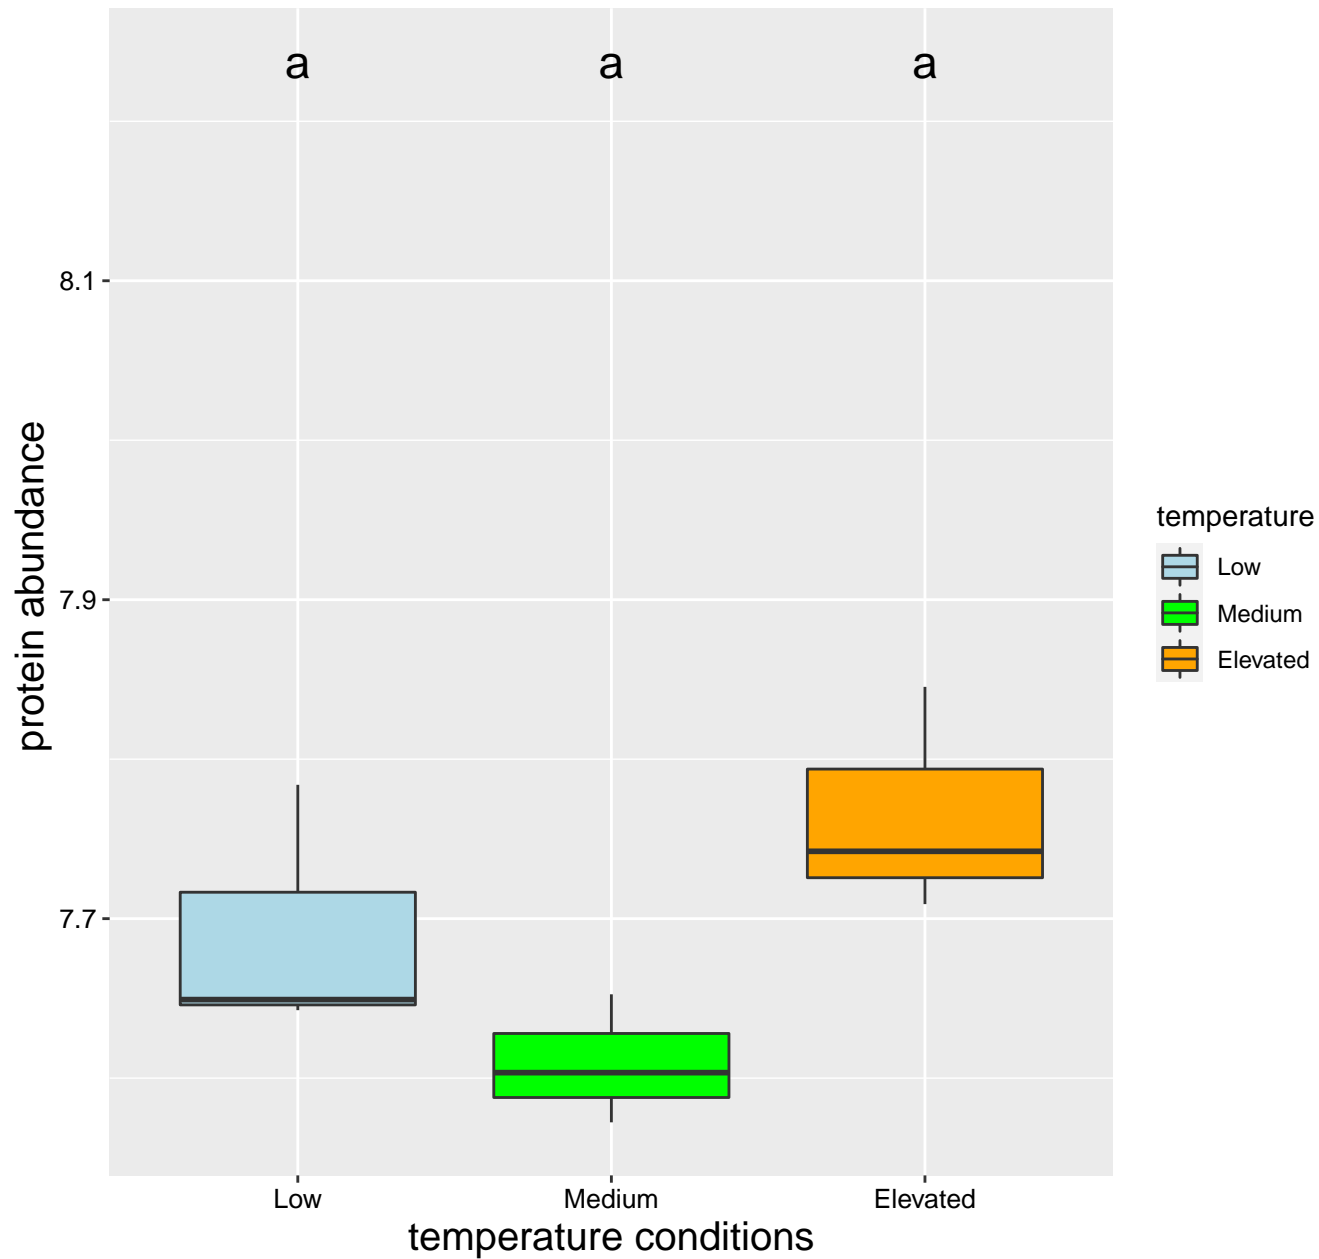 a a a
8.1
7.9
7.7
protein abundance
Low Medium Elevated
temperature conditions
temperature
Low
Medium
Elevated